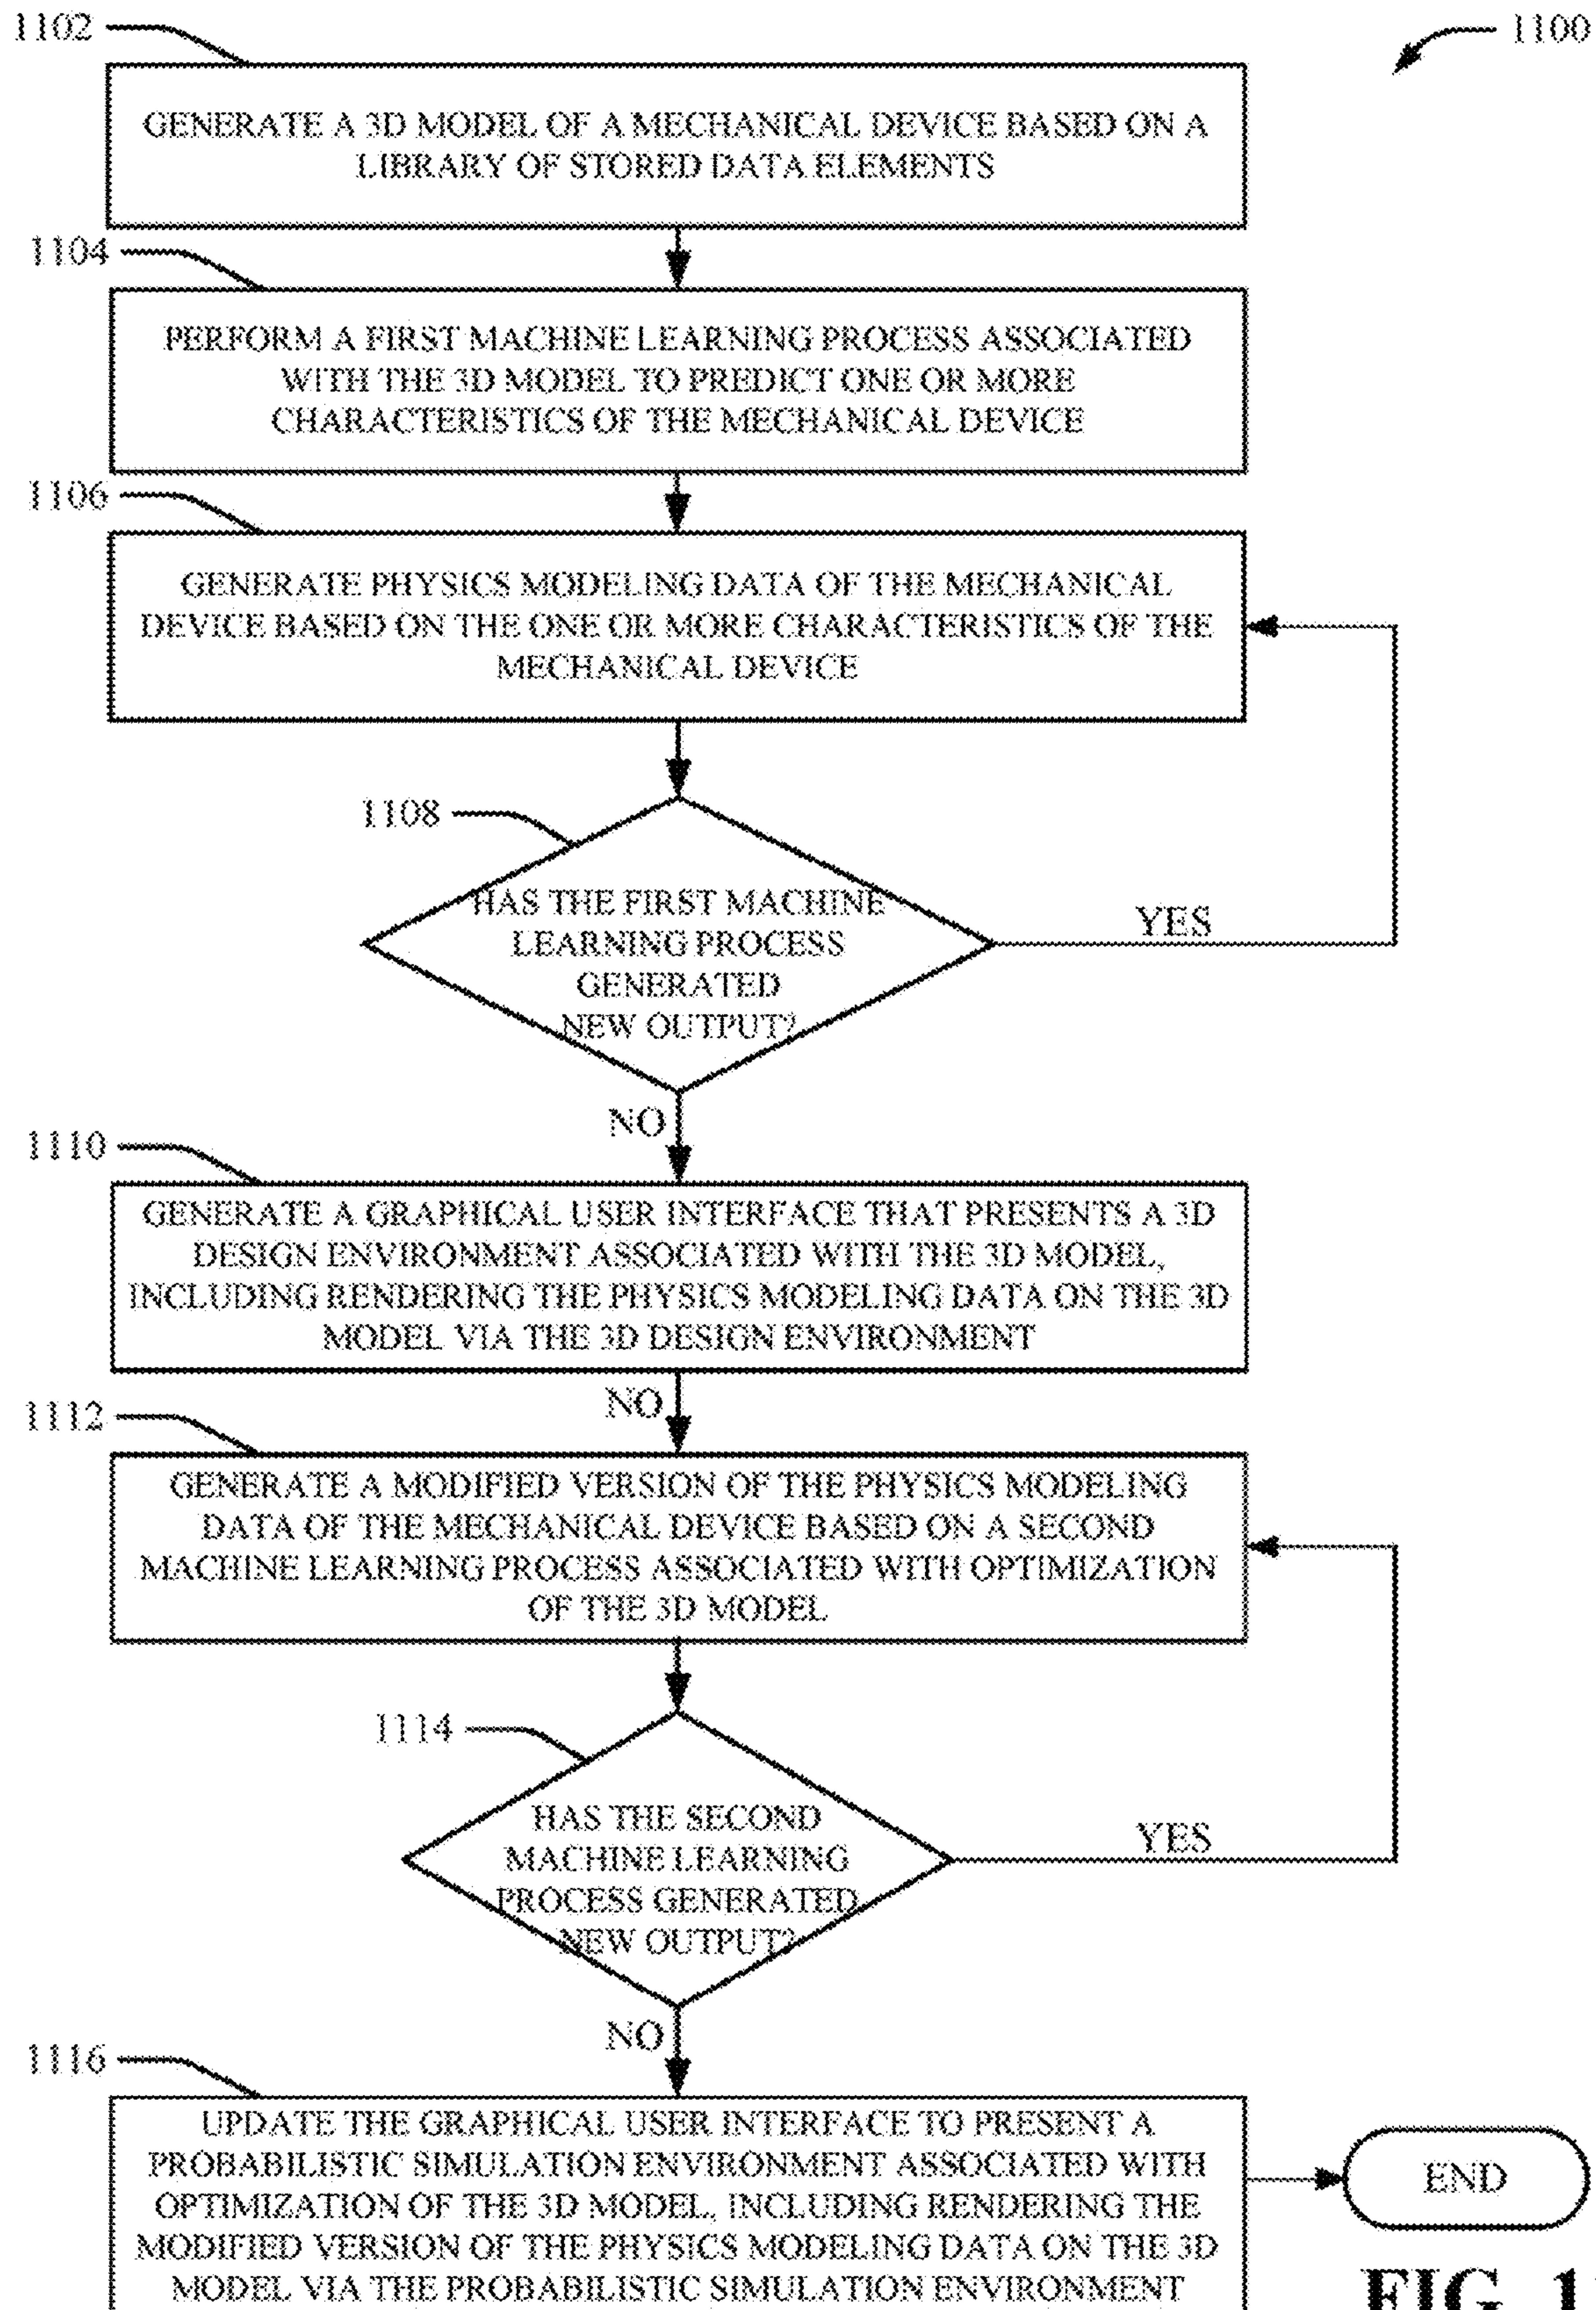 1102
1100
GENERATE A 3D MODEL OF A MECHANICAL DEVICE BASED ON A
LIBRARY OF STORED DATA ELEMENTS
1104
PERFORM A FIRST MACHINE LEARNING PROCESS ASSOCIATED
WITH THE 3D MODEL TO PREDICT ONE OR MORE
CHARACTERISTICS OF THE MECHANICAL DEVICE
1106
GENERATE PHYSICS MODELING DATA OF THE MECHANICAL
DEVICE BASED ON THE ONE OR MORE CHARACTERISTICS OF THE
MECHANICAL DEVICE
1108
HAS THE FIRST MACHINE
LEARNING PROCESS
GENERATED
NEW OUTPUT?
YES
NO
1110
GENERATE A GRAPHICAL USER INTERFACE THAT PRESENTS A 3D
DESIGN ENVIRONMENT ASSOCIATED WITH THE 3D MODEL,
INCLUDING RENDERING THE PHYSICS MODELING DATA ON THE 3D
MODEL VIA THE 3D DESIGN ENVIRONMENT
NO
1112
GENERATE A MODIFIED VERSION OF THE PHYSICS MODELING
DATA OF THE MECHANICAL DEVICE BASED ON A SECOND
MACHINE LEARNING PROCESS ASSOCIATED WITH OPTIMIZATION
OF THE 3D MODEL
1114
HAS THE SECOND
MACHINE LEARNING
PROCESS GENERATED
NEW OUTPUT?
YES
NO
1116
UPDATE THE GRAPHICAL USER INTERFACE TO PRESENT A
PROBABILISTIC SIMULATION ENVIRONMENT ASSOCIATED WITH
OPTIMIZATION OF THE 3D MODEL, INCLUDING RENDERING THE
MODIFIED VERSION OF THE PHYSICS MODELING DATA ON THE 3D
MODEL VIA THE PROBABILISTIC SIMULATION ENVIRONMENT
END
FIG.